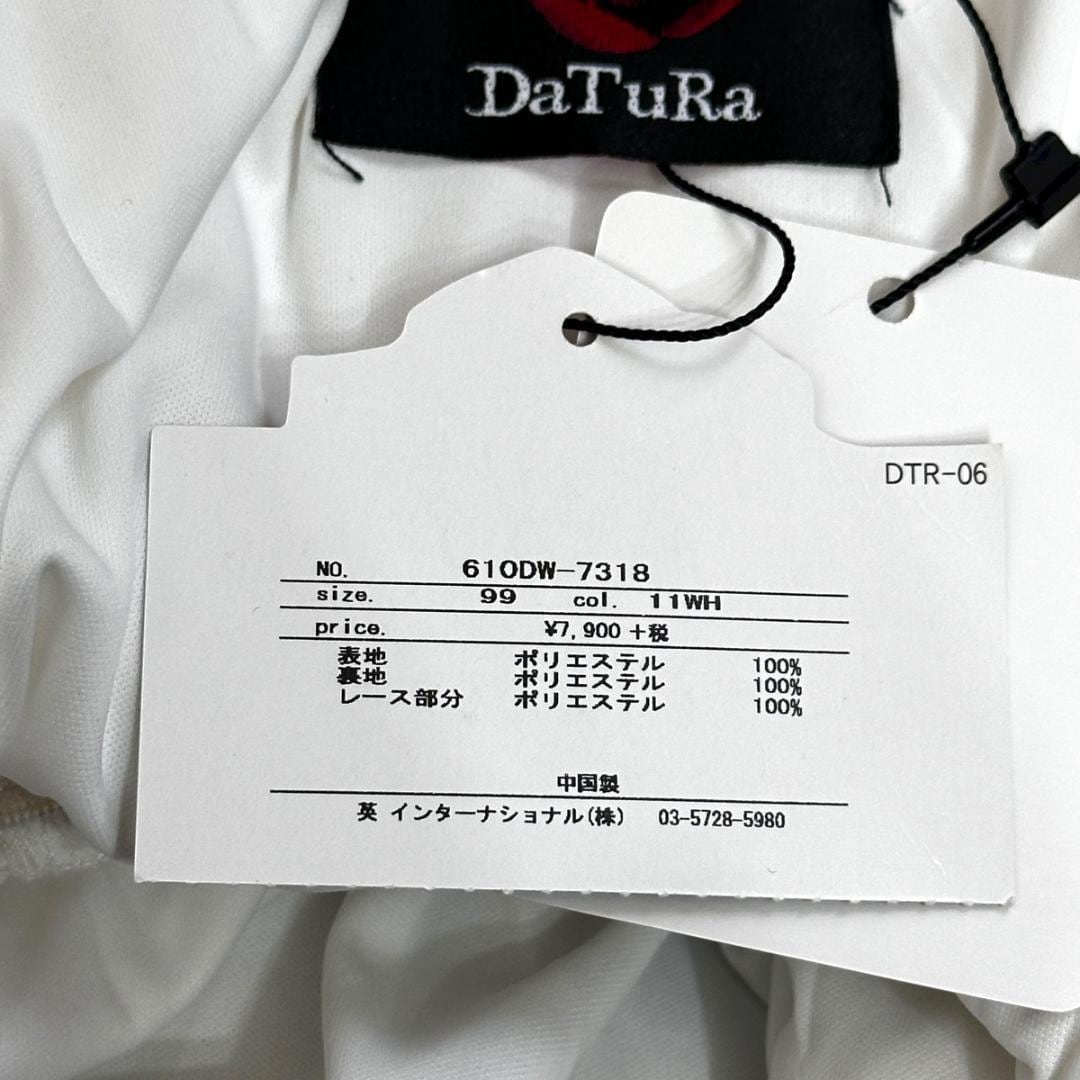 DaTuRa
DTR-06
NO. 610DW-7318
size. 99 col. 11WH
price. ¥7,900 +税
表地 ポリエステル 100%
裏地 ポリエステル 100%
レース部分 ポリエステル 100%
中国製
英 インターナショナル(株) 03-5728-5980